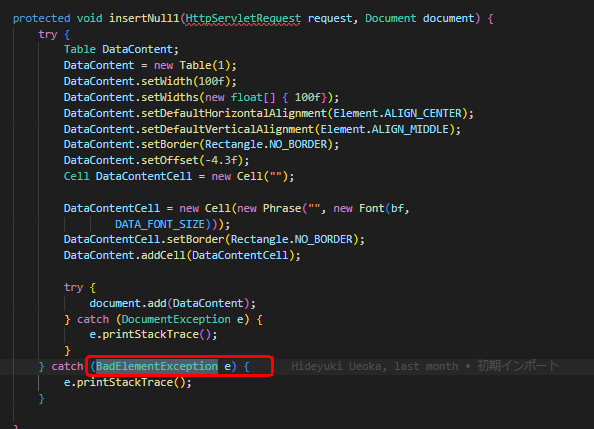 protected void insertNull1(HttpServletRequest request, Document document) {
try {
Table DataContent;
DataContent = new Table(1);
DataContent.setWidth(100f);
DataContent.setWidths(new float[] { 100f});
DataContent.setDefaultHorizontalAlignment(Element.ALIGN_CENTER);
DataContent.setDefaultVerticalAlignment(Element.ALIGN_MIDDLE);
DataContent.setBorder(Rectangle.NO_BORDER);
DataContent.setOffset(-4.3f);
Cell DataContentCell = new Cell("");
DataContentCell = new Cell(new Phrase("", new Font(bf,
DATA_FONT_SIZE)));
DataContentCell.setBorder(Rectangle.NO_BORDER);
DataContent.addCell(DataContentCell);
try {
document.add(DataContent);
} catch (DocumentException e) {
e.printStackTrace();
}
} catch (BadElementException e) { Hideyuki Ueoka, last month • 初期インポート
e.printStackTrace();
}
}